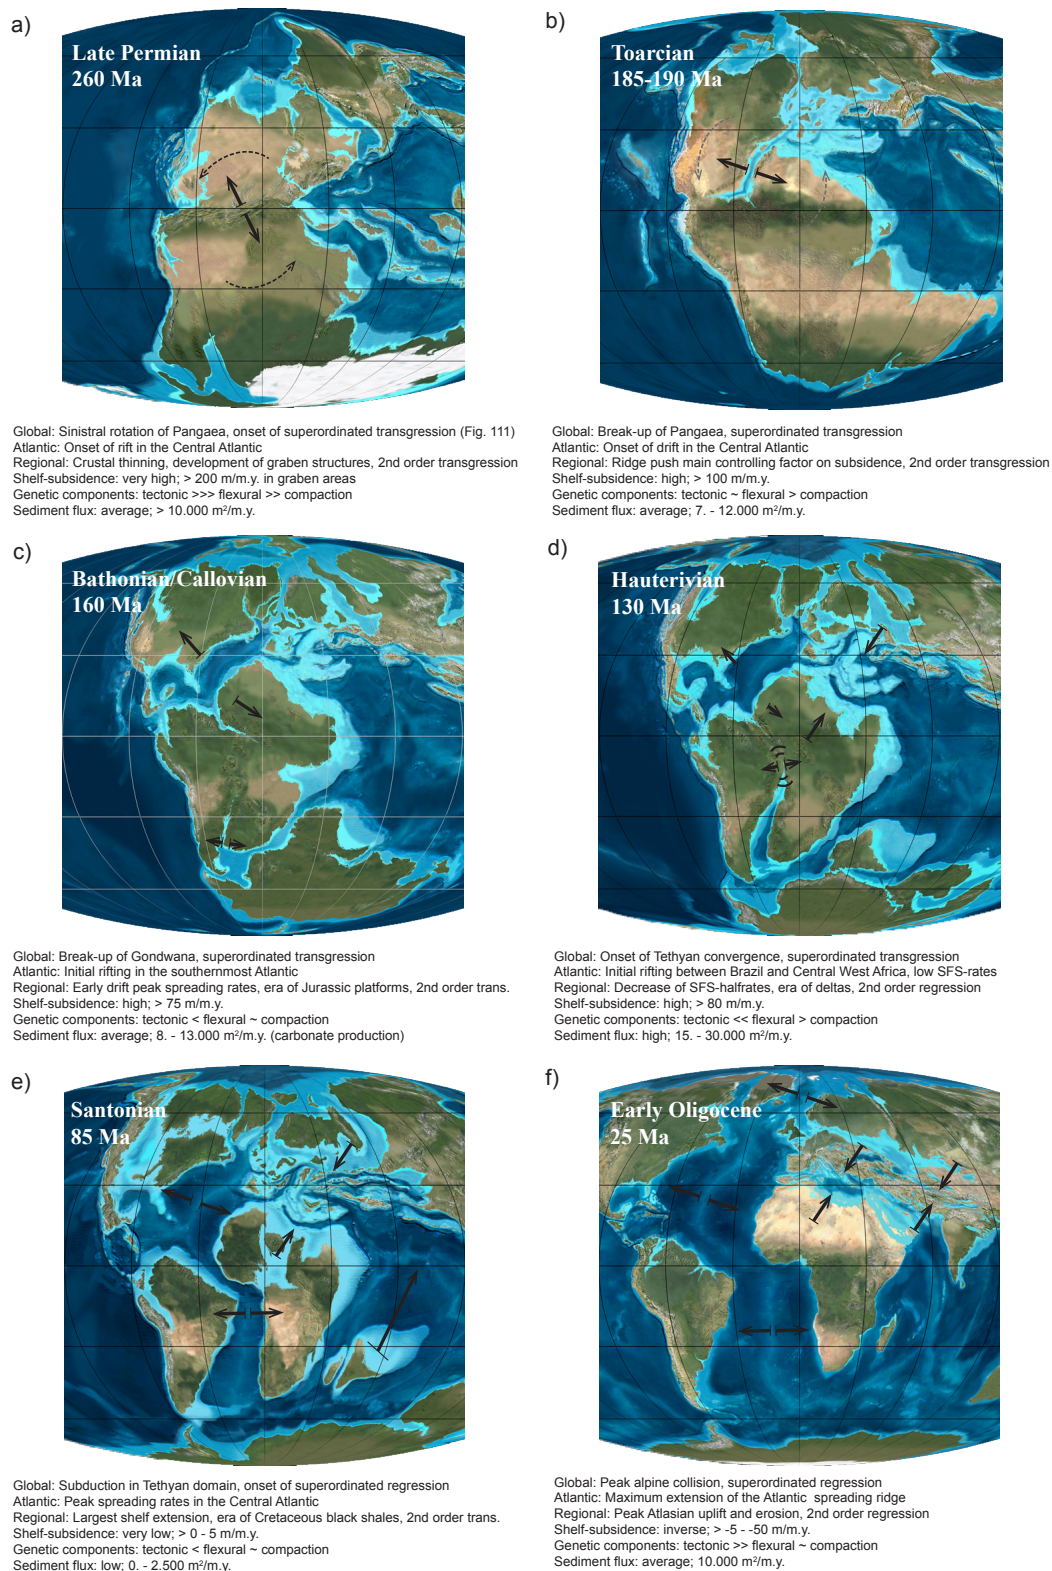 a)
Late Permian
260 Ma
Global: Sinistral rotation of Pangaea, onset of superordinated transgression (Fig. 111)
Atlantic: Onset of rift in the Central Atlantic
Regional: Crustal thinning, development of graben structures, 2nd order transgression
Shelf-subsidence: very high; > 200 m/m.y. in graben areas
Genetic components: tectonic >>> flexural >> compaction
Sediment flux: average; > 10.000 m²/m.y.
b)
Toarcian
185-190 Ma
Global: Break-up of Pangaea, superordinated transgression
Atlantic: Onset of drift in the Central Atlantic
Regional: Ridge push main controlling factor on subsidence, 2nd order transgression
Shelf-subsidence: high; > 100 m/m.y.
Genetic components: tectonic ~ flexural > compaction
Sediment flux: average; 7. - 12.000 m²/m.y.
c)
Bathonian/Callovian
160 Ma
Global: Break-up of Gondwana, superordinated transgression
Atlantic: Initial rifting in the southernmost Atlantic
Regional: Early drift peak spreading rates, era of Jurassic platforms, 2nd order trans.
Shelf-subsidence: high; > 75 m/m.y.
Genetic components: tectonic < flexural ~ compaction
Sediment flux: average; 8. - 13.000 m²/m.y. (carbonate production)
d)
Hauterivian
130 Ma
Global: Onset of Tethyan convergence, superordinated transgression
Atlantic: Initial rifting between Brazil and Central West Africa, low SFS-rates
Regional: Decrease of SFS-halfrates, era of deltas, 2nd order regression
Shelf-subsidence: high; > 80 m/m.y.
Genetic components: tectonic << flexural > compaction
Sediment flux: high; 15. - 30.000 m²/m.y.
e)
Santonian
85 Ma
Global: Subduction in Tethyan domain, onset of superordinated regression
Atlantic: Peak spreading rates in the Central Atlantic
Regional: Largest shelf extension, era of Cretaceous black shales, 2nd order trans.
Shelf-subsidence: very low; > 0 - 5 m/m.y.
Genetic components: tectonic < flexural ~ compaction
Sediment flux: low; 0. - 2.500 m²/m.y.
f)
Early Oligocene
25 Ma
Global: Peak alpine collision, superordinated regression
Atlantic: Maximum extension of the Atlantic spreading ridge
Regional: Peak Atlasian uplift and erosion, 2nd order regression
Shelf-subsidence: inverse; > -5 - -50 m/m.y.
Genetic components: tectonic >> flexural ~ compaction
Sediment flux: average; 10.000 m²/m.y.